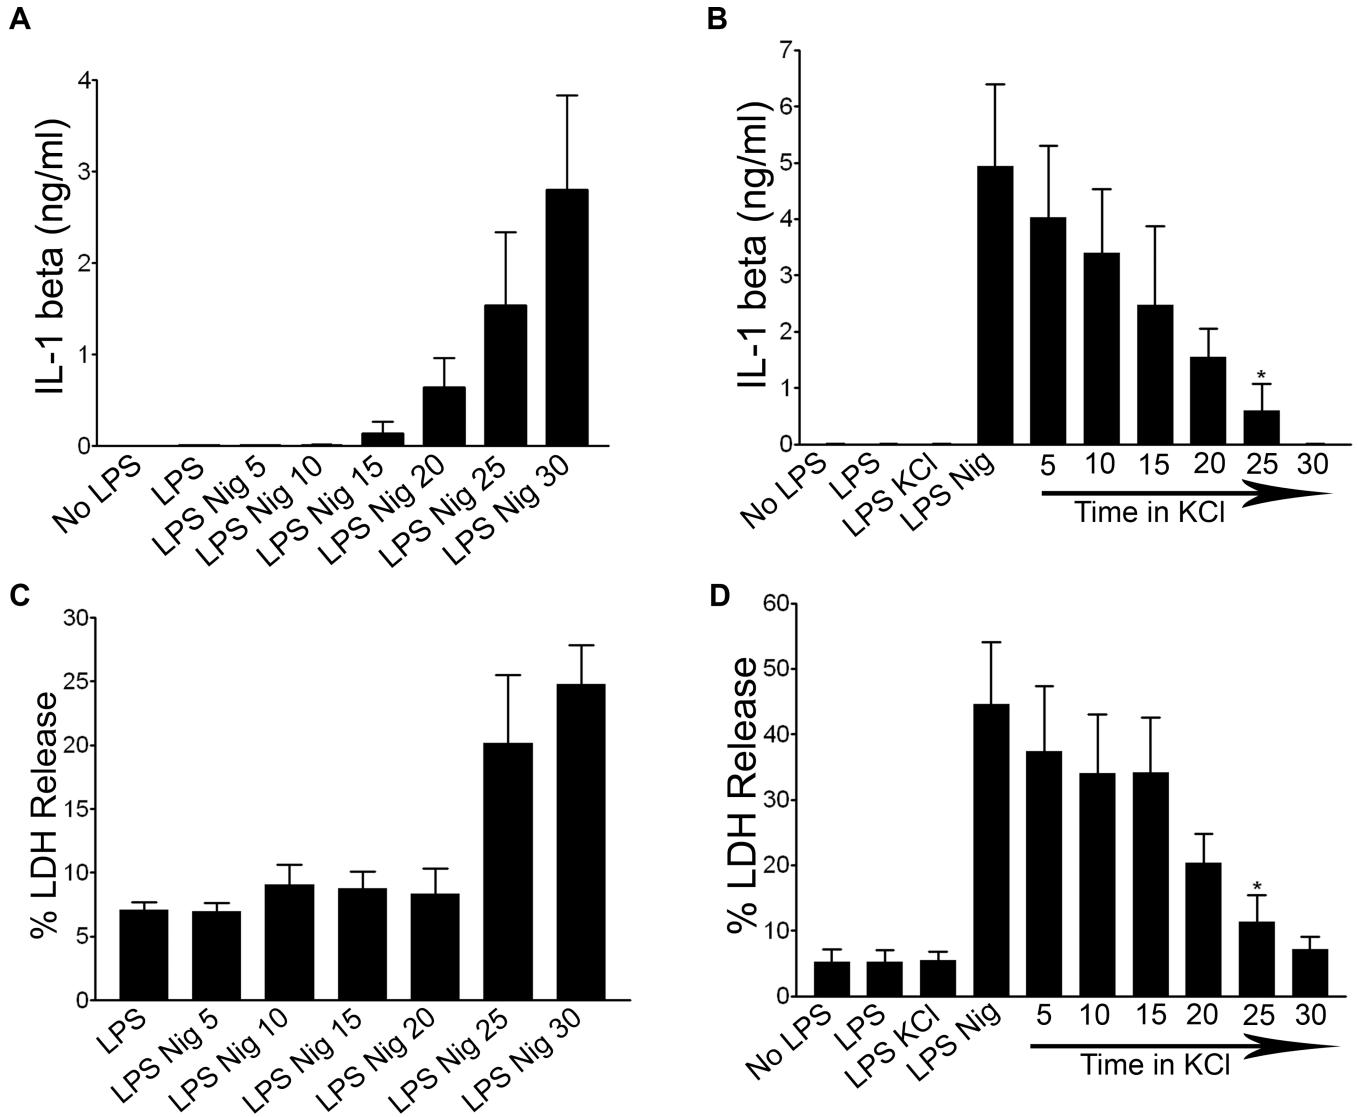 A
IL-1 beta (ng/ml)
4
3
2
1
0
No LPS
LPS
LPS Nig 5
LPS Nig 10
LPS Nig 15
LPS Nig 20
LPS Nig 25
LPS Nig 30
B
IL-1 beta (ng/ml)
7
6
5
4
3
2
1
0
*
No LPS
LPS
LPS KCl
LPS Nig
5 10 15 20 25 30
Time in KCl
C
% LDH Release
30
25
20
15
10
5
0
LPS
LPS Nig 5
LPS Nig 10
LPS Nig 15
LPS Nig 20
LPS Nig 25
LPS Nig 30
D
% LDH Release
60
50
40
30
20
10
0
*
No LPS
LPS
LPS KCl
LPS Nig
5 10 15 20 25 30
Time in KCl